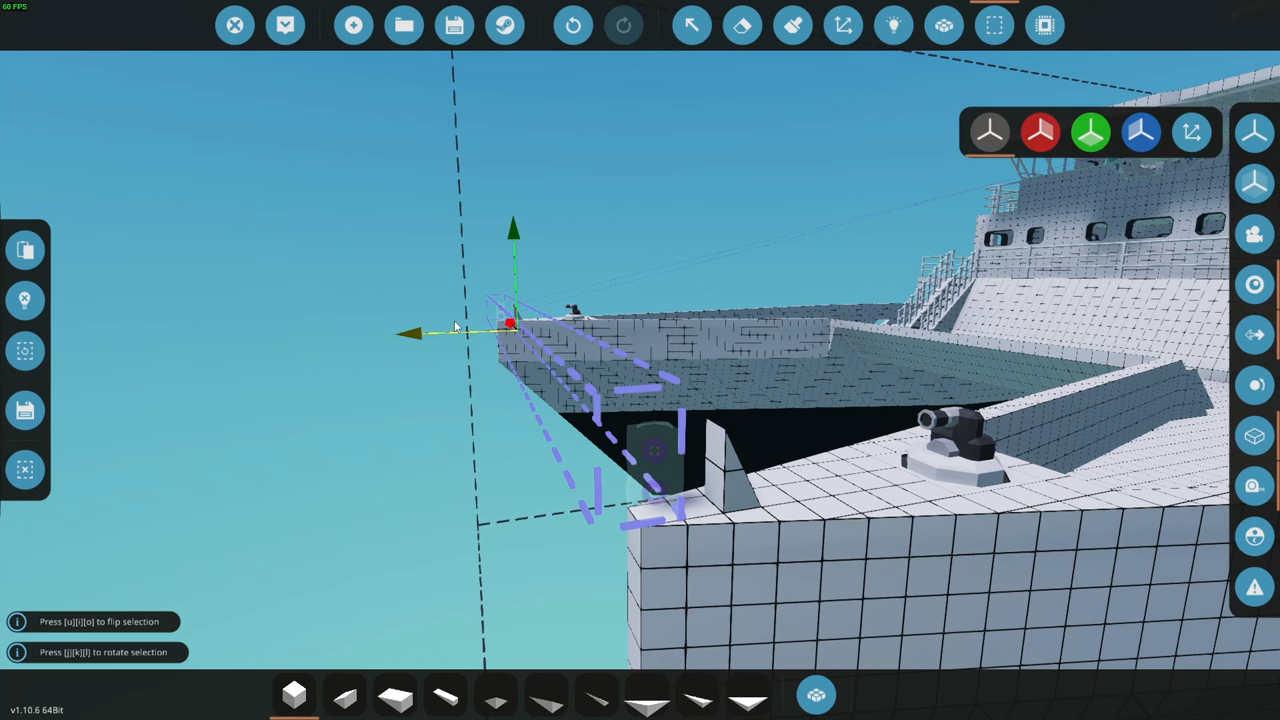 60 FPS
Press [u][i][o] to flip selection
Press [j][k][l] to rotate selection
v1.10.6 64Bit